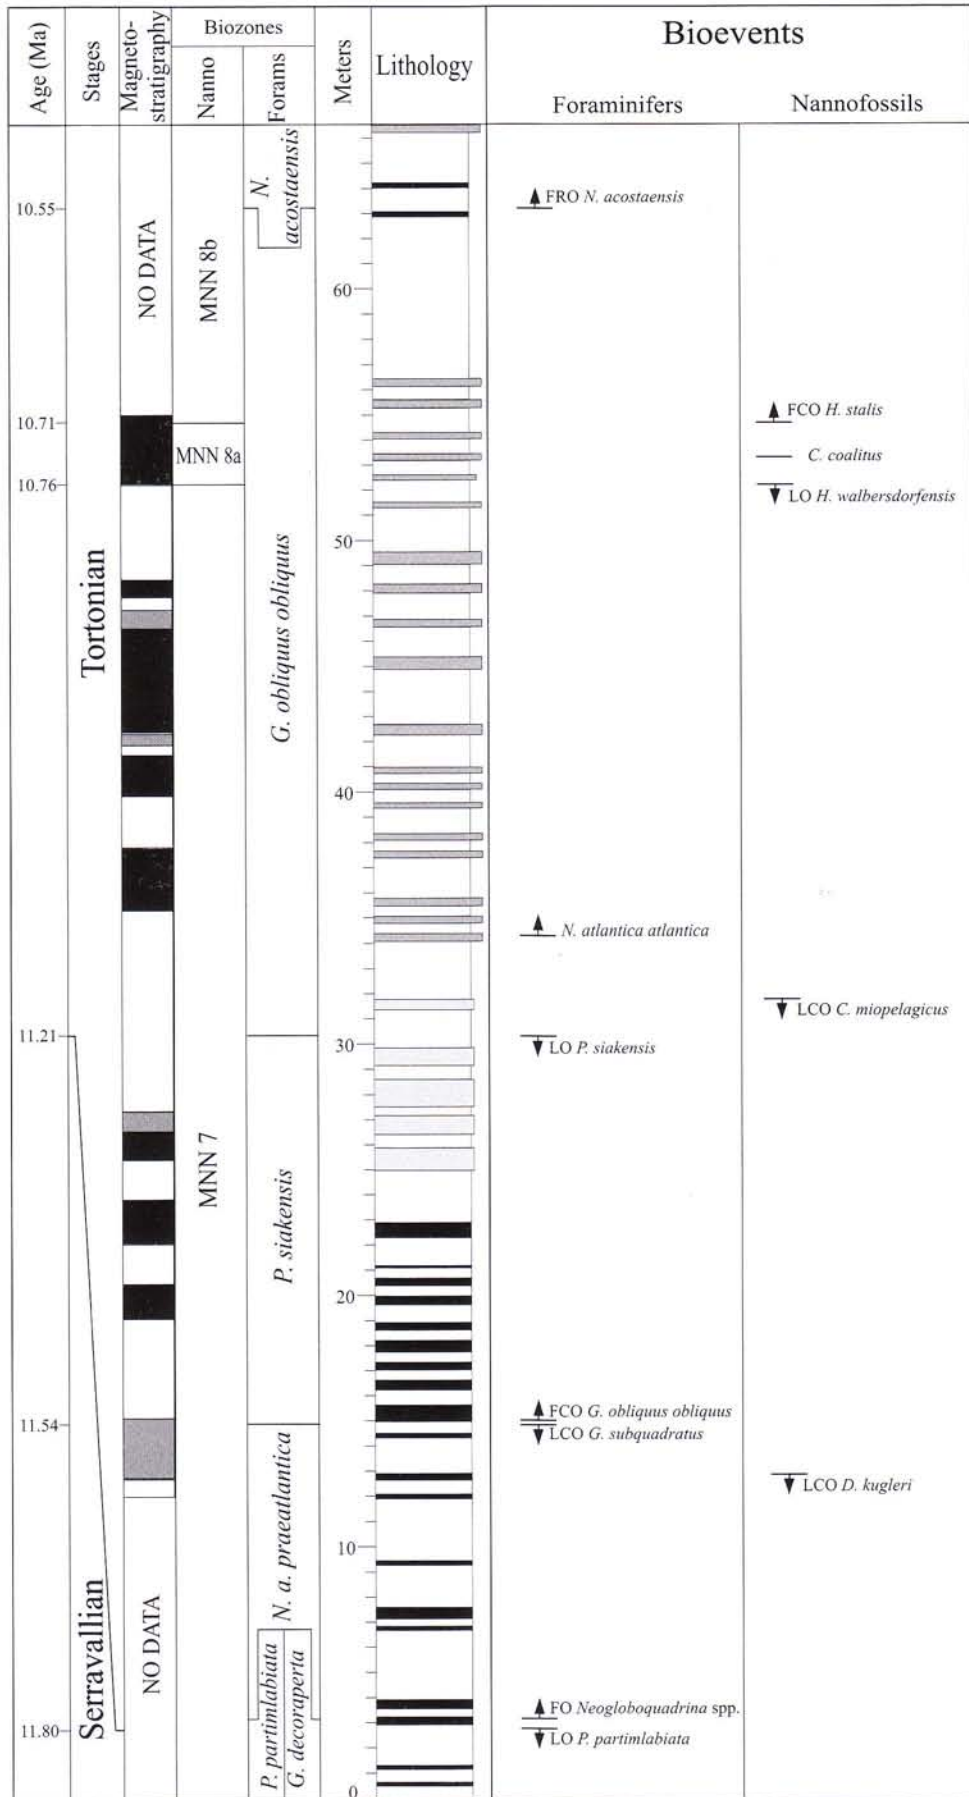 Age (Ma)
Stages
Magneto-
stratigraphy
Biozones
Nanno
Forams
Meters
Lithology
Bioevents
Foraminifers
Nannofossils
N.
acostaensis
FRO N. acostaensis
10.55
NO DATA
MNN 8b
60
10.71
FCO H. stalis
MNN 8a
C. coalitus
10.76
LO H. walbersdorfensis
50
Tortonian
G. obliquus obliquus
40
N. atlantica atlantica
LCO C. miopelagicus
11.21
30
LO P. siakensis
MNN 7
P. siakensis
20
FCO G. obliquus obliquus
11.54
LCO G. subquadratus
LCO D. kugleri
N. a. praeatlantica
10
Serravallian
NO DATA
P. partimlabiata
G. decoraperta
FO Neogloboquadrina spp.
11.80
LO P. partimlabiata
0